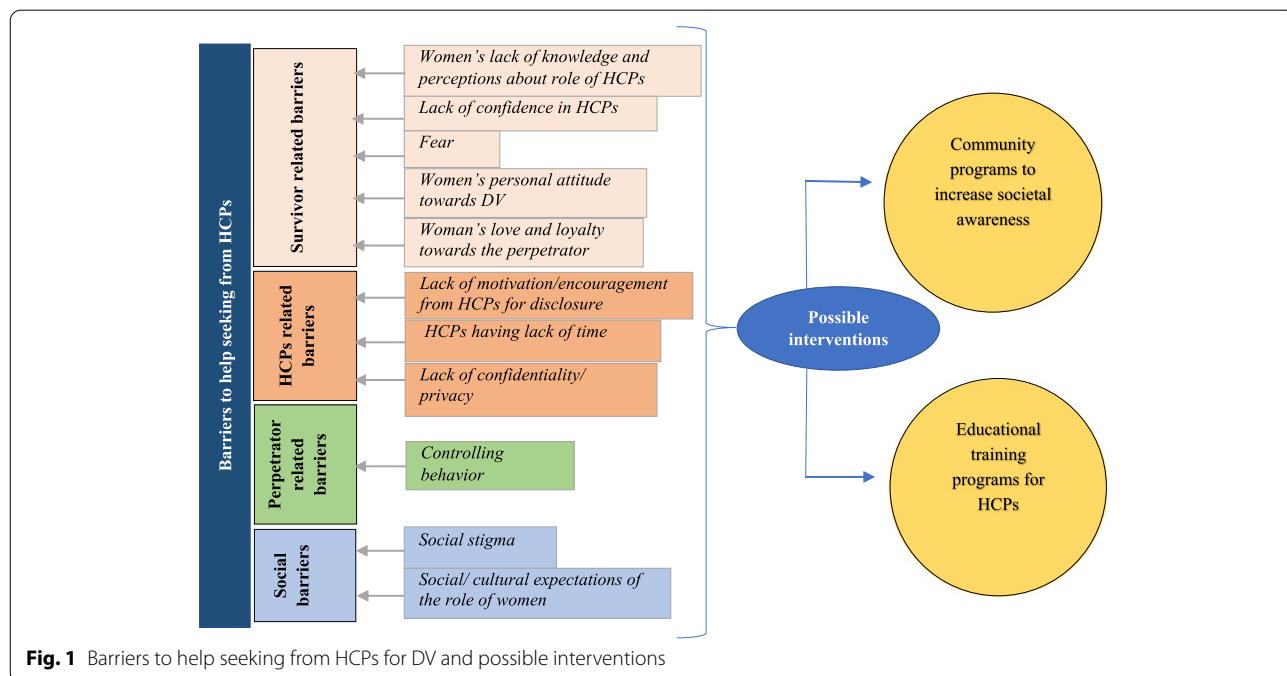 Barriers to help seeking from HCPs
Survivor related barriers
Women’s lack of knowledge and
perceptions about role of HCPs
Lack of confidence in HCPs
Fear
Women’s personal attitude
towards DV
Woman’s love and loyalty
towards the perpetrator
HCPs related
barriers
Lack of motivation/encouragement
from HCPs for disclosure
HCPs having lack of time
Lack of confidentiality/
privacy
Perpetrator
related
barriers
Controlling
behavior
Social
barriers
Social stigma
Social/ cultural expectations of
the role of women
Possible
interventions
Community
programs to
increase societal
awareness
Educational
training
programs for
HCPs
Fig. 1 Barriers to help seeking from HCPs for DV and possible interventions